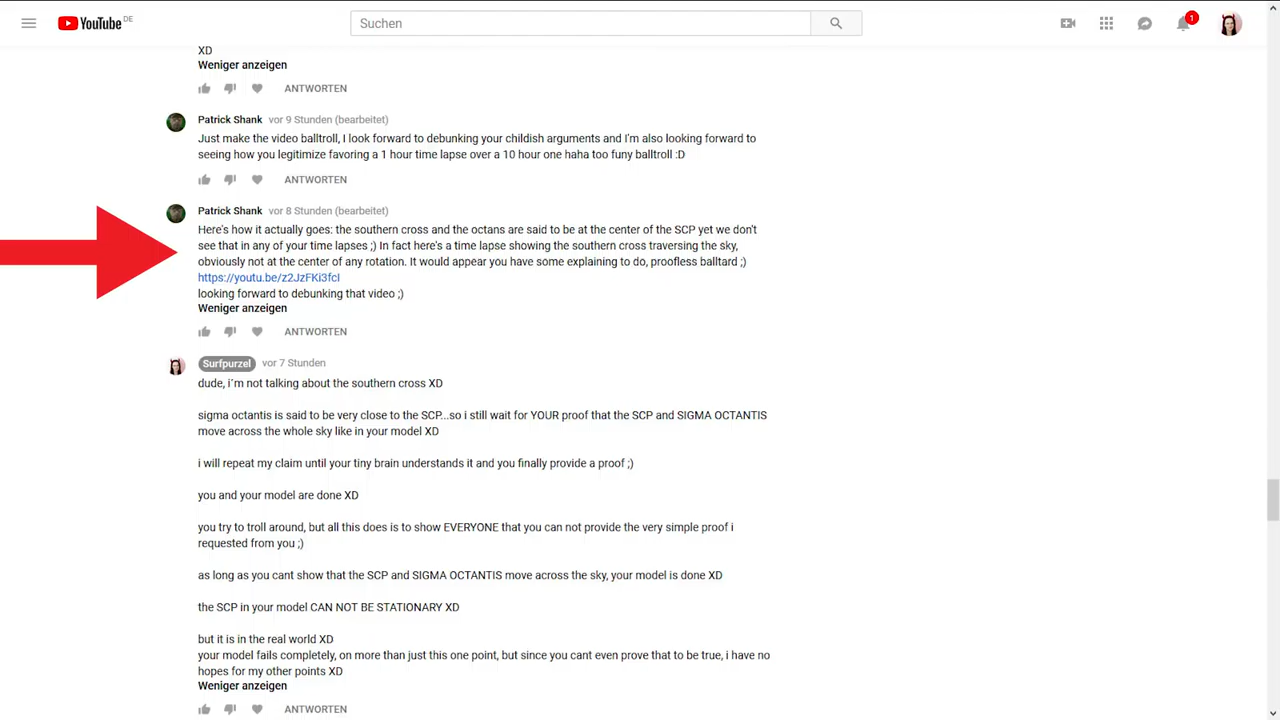 YouTube DE
Suchen
1
XD
Weniger anzeigen
ANTWORTEN
Patrick Shank vor 9 Stunden (bearbeitet)
Just make the video balltroll, I look forward to debunking your childish arguments and I'm also looking forward to
seeing how you legitimize favoring a 1 hour time lapse over a 10 hour one haha too funy balltroll :D
ANTWORTEN
Patrick Shank vor 8 Stunden (bearbeitet)
Here's how it actually goes: the southern cross and the octans are said to be at the center of the SCP yet we don't
see that in any of your time lapses ;) In fact here's a time lapse showing the southern cross traversing the sky,
obviously not at the center of any rotation. It would appear you have some explaining to do, proofless balltard ;)
https://youtu.be/z2JzFKi3fcI
looking forward to debunking that video ;)
Weniger anzeigen
ANTWORTEN
Surfpurzel vor 7 Stunden
dude, i´m not talking about the southern cross XD
sigma octantis is said to be very close to the SCP...so i still wait for YOUR proof that the SCP and SIGMA OCTANTIS
move across the whole sky like in your model XD
i will repeat my claim until your tiny brain understands it and you finally provide a proof ;)
you and your model are done XD
you try to troll around, but all this does is to show EVERYONE that you can not provide the very simple proof i
requested from you ;)
as long as you cant show that the SCP and SIGMA OCTANTIS move across the sky, your model is done XD
the SCP in your model CAN NOT BE STATIONARY XD
but it is in the real world XD
your model fails completely, on more than just this one point, but since you cant even prove that to be true, i have no
hopes for my other points XD
Weniger anzeigen
ANTWORTEN